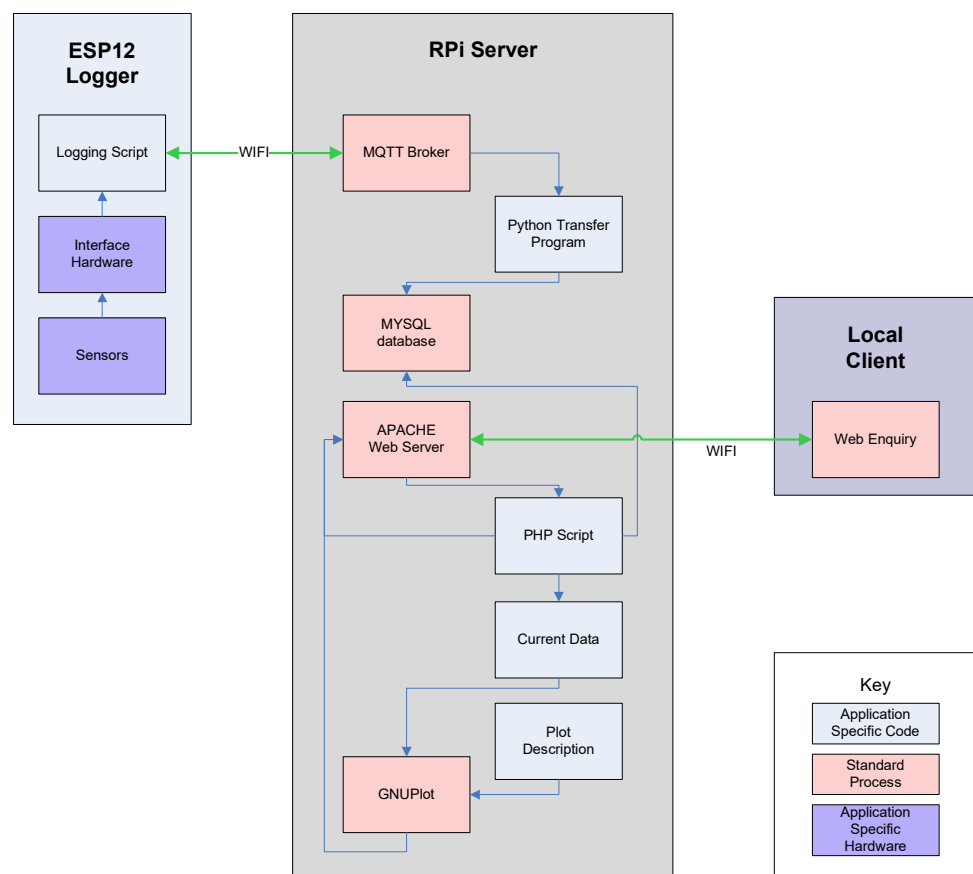 ESP12
Logger
Logging Script
Interface
Hardware
Sensors
WIFI
RPi Server
MQTT Broker
Python Transfer
Program
MYSQL
database
APACHE
Web Server
PHP Script
Current Data
Plot
Description
GNUPlot
WIFI
Local
Client
Web Enquiry
Key
Application
Specific Code
Standard
Process
Application
Specific
Hardware